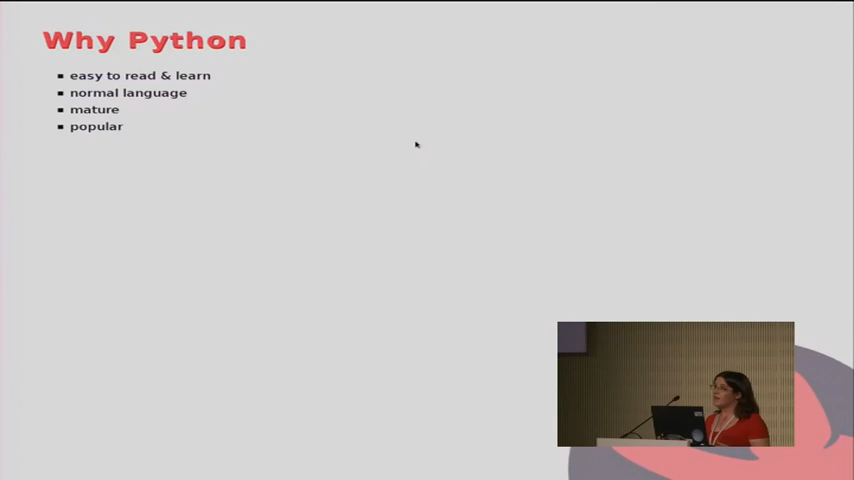 Why Python
easy to read & learn
normal language
mature
popular